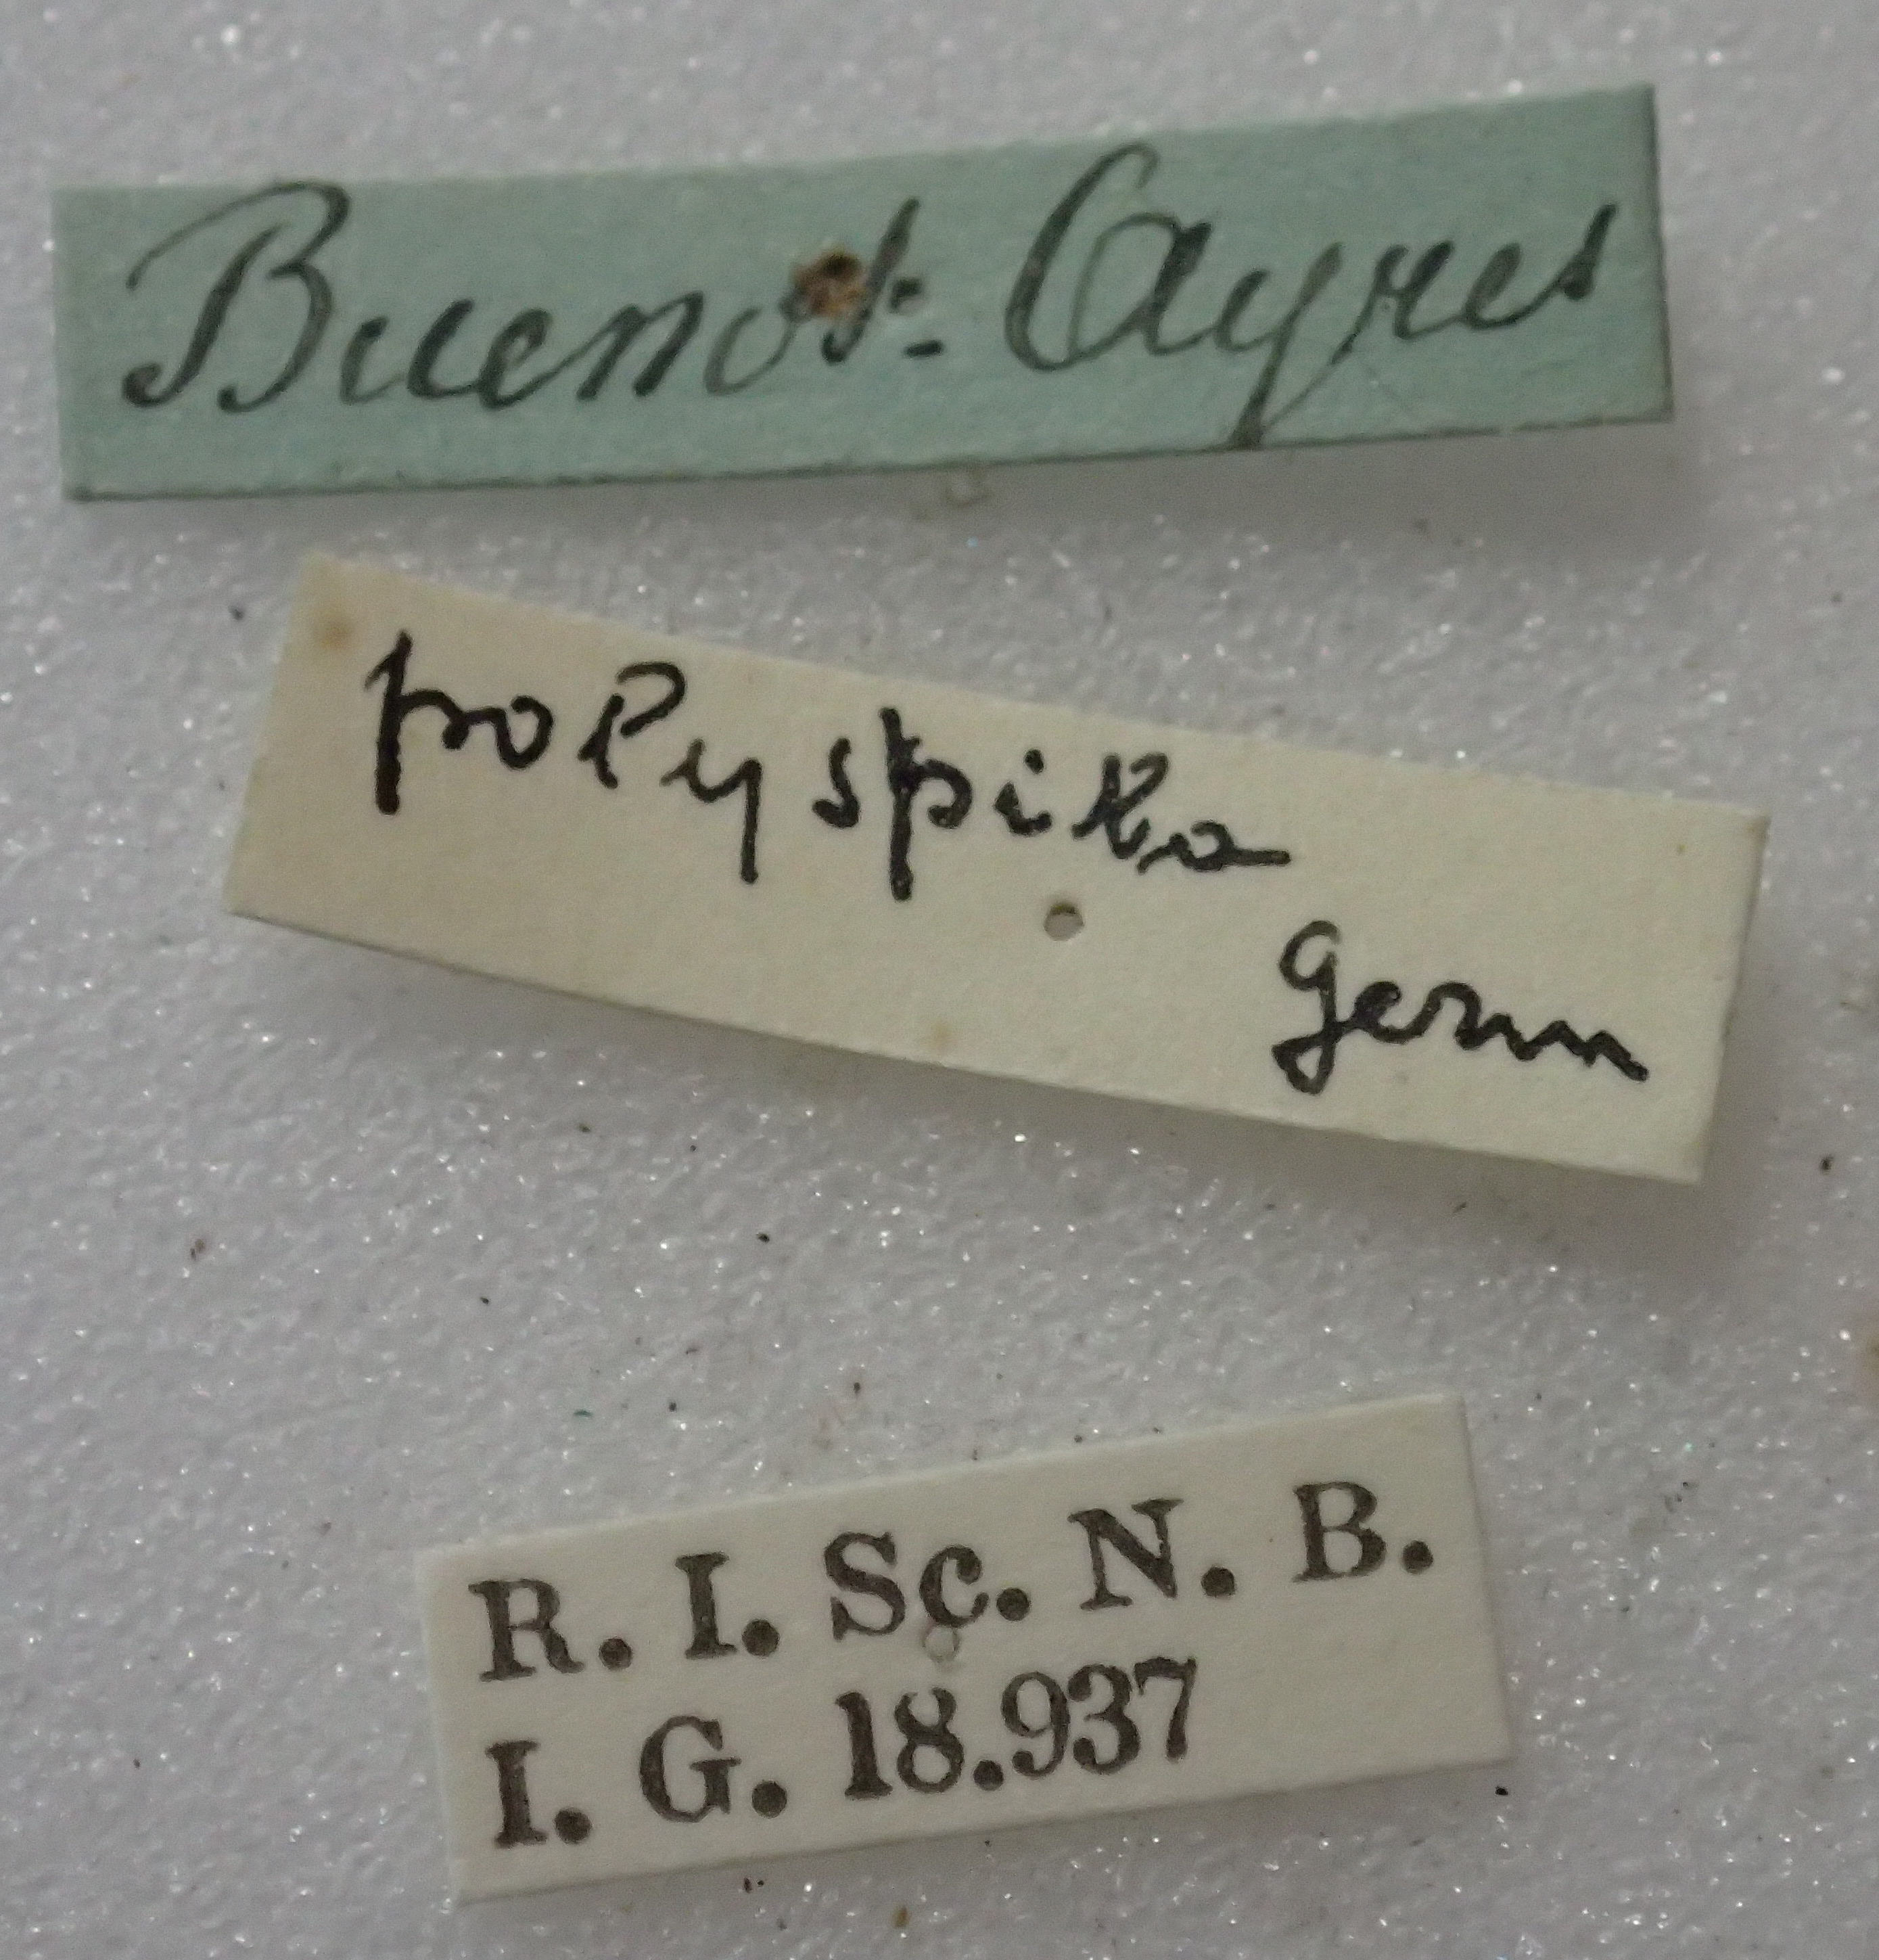 Buenos-Ayres
polyspila
Germ
R. I. Sc. N. B.
I. G. 18.937